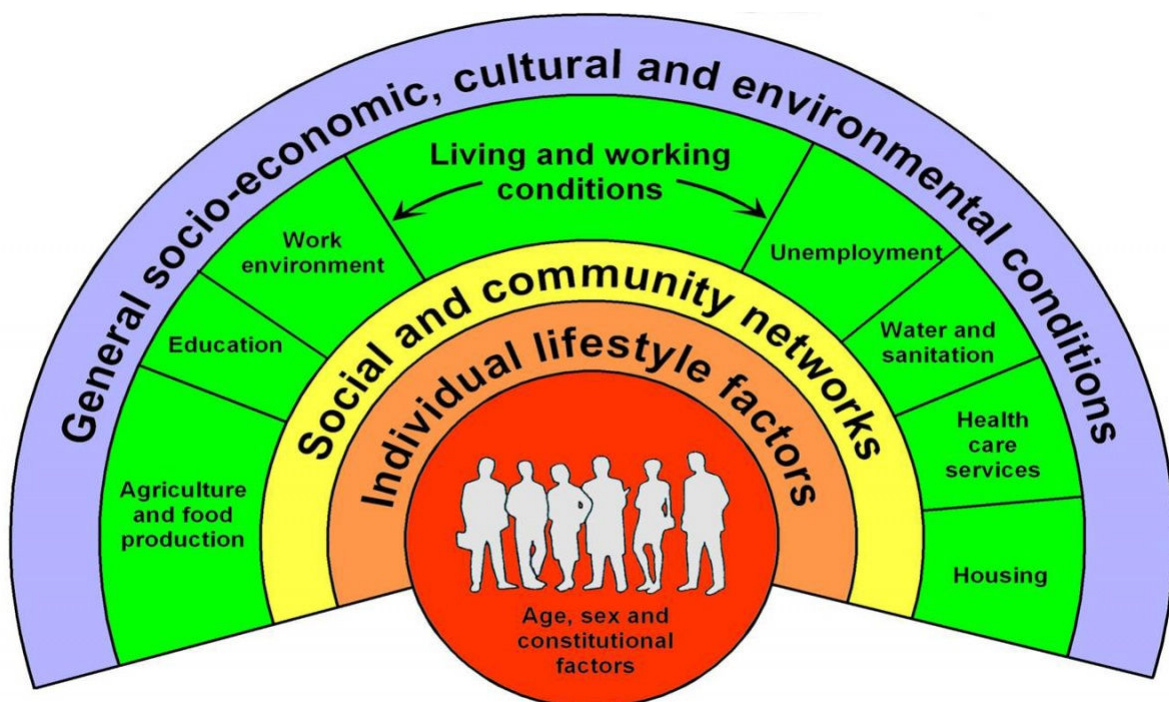 General socio-economic, cultural and environmental conditions
Living and working
conditions
Work
environment
Unemployment
Education
Water and
sanitation
Agriculture
and food
production
Health
care
services
Housing
Social and community networks
Individual lifestyle factors
Age, sex and
constitutional
factors